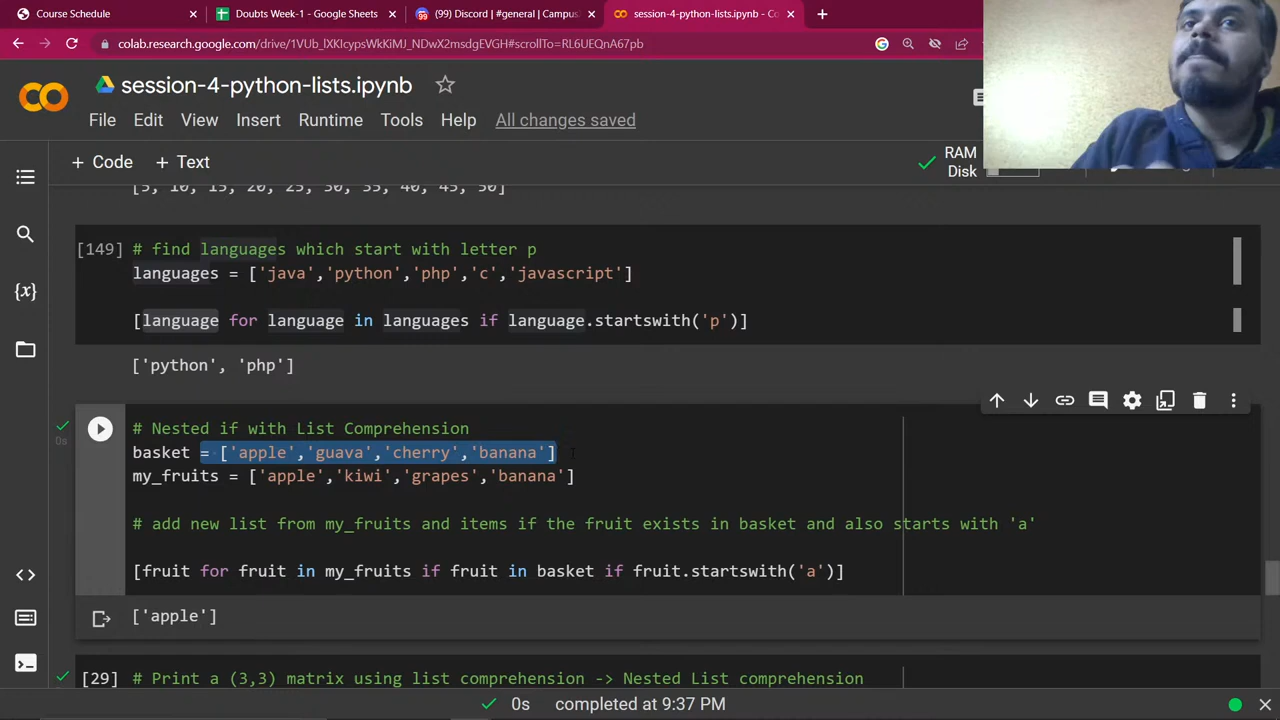 Course Schedule
Doubts Week-1 - Google Sheets
(99) Discord | #general | Campus
session-4-python-lists.ipynb - Co
colab.research.google.com/drive/1VUb_lXKIcypsWkKiMJ_NDwX2msdgEVGH#scrollTo=RL6UEQnA67pb
session-4-python-lists.ipynb
File Edit View Insert Runtime Tools Help All changes saved
+ Code + Text
RAM
Disk
[5, 10, 15, 20, 25, 30, 35, 40, 45, 50]
[149] # find languages which start with letter p
languages = ['java','python','php','c','javascript']
[language for language in languages if language.startswith('p')]
['python', 'php']
0s
# Nested if with List Comprehension
basket = ['apple','guava','cherry','banana']
my_fruits = ['apple','kiwi','grapes','banana']
# add new list from my_fruits and items if the fruit exists in basket and also starts with 'a'
[fruit for fruit in my_fruits if fruit in basket if fruit.startswith('a')]
['apple']
[29] # Print a (3,3) matrix using list comprehension -> Nested List comprehension
0s completed at 9:37 PM